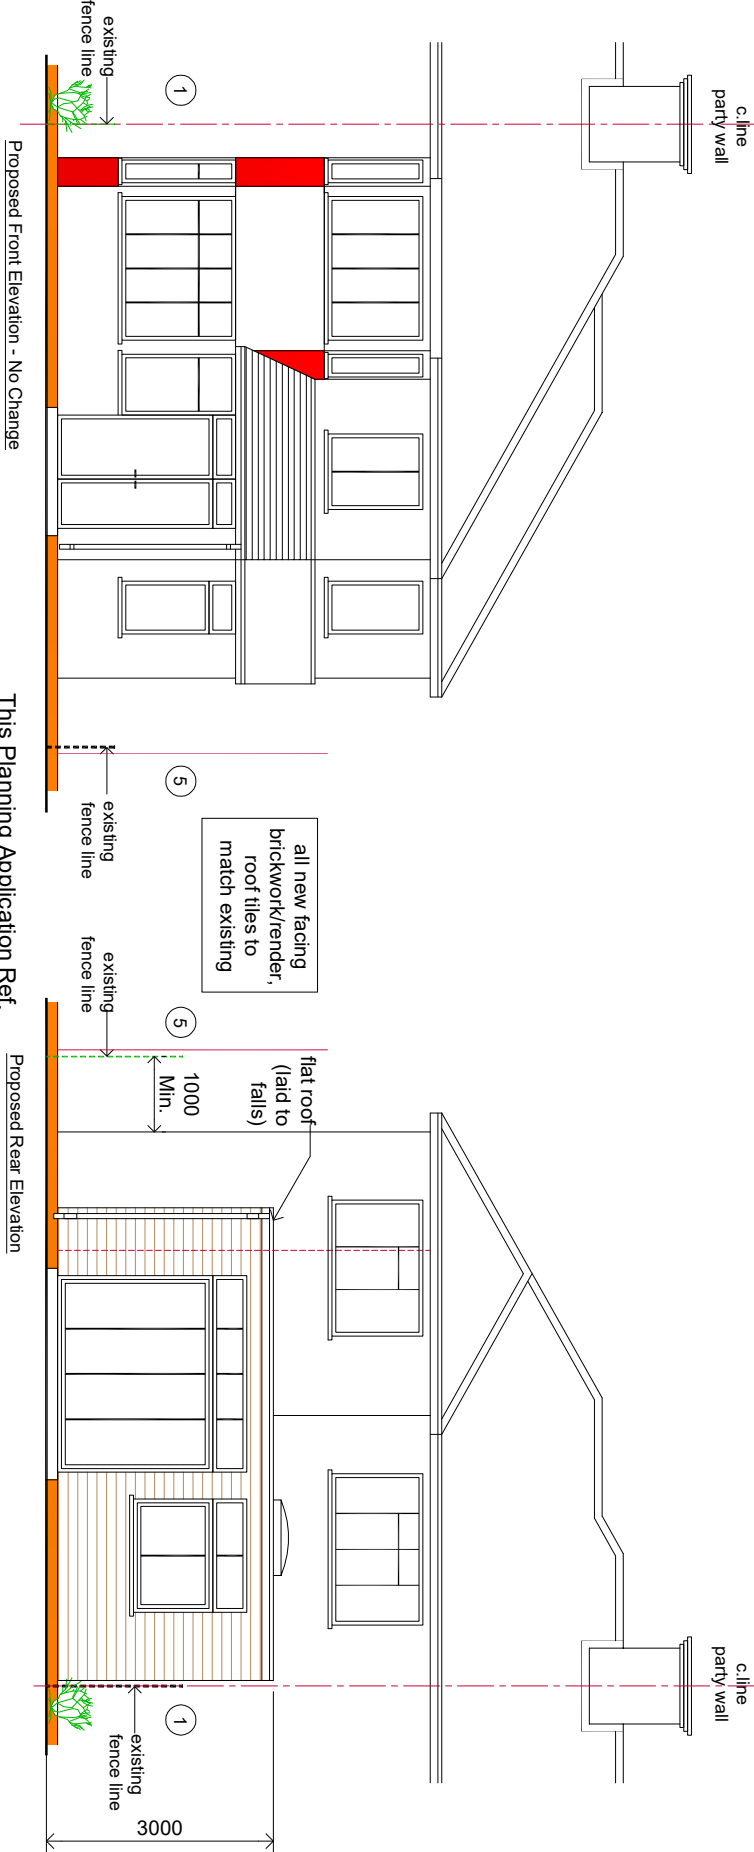 c.line
party wall
existing
fence line
1
Proposed Front Elevation - No Change
5
existing
fence line
all new facing
brickwork/render,
roof tiles to
match existing
This Planning Application Ref.
c.line
party wall
existing
fence line
5
1000
Min.
flat roof
(laid to
falls)
Proposed Rear Elevation
1
existing
fence line
3000